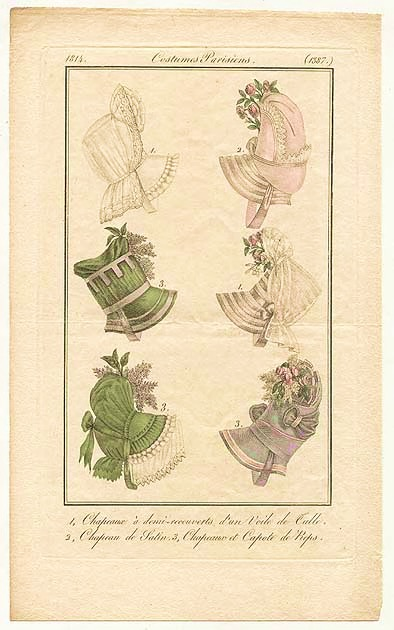 1814. Costumes Parisiens. (1387.)
1. 2.
3. 1.
3. 3.
1, Chapeaux à demi-recouverts d'un Voile de Tulle.
2, Chapeau de Satin. 3, Chapeaux et Capote de Reps.